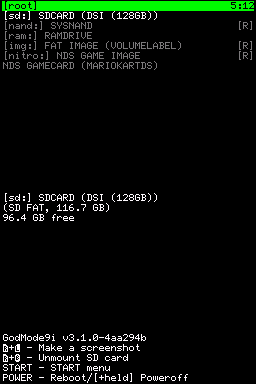 [root] 5:12
[sd:] SDCARD (DSI (128GB))
[nand:] SYSNAND [R]
[ram:] RAMDRIVE
[img:] FAT IMAGE (VOLUMELABEL) [R]
[nitro:] NDS GAME IMAGE [R]
NDS GAMECARD (MARIOKARTDS)
[sd:] SDCARD (DSI (128GB))
(SD FAT, 116.7 GB)
96.4 GB free
GodMode9i v3.1.0-4aa294b
R+L - Make a screenshot
R+B - Unmount SD card
START - START menu
POWER - Reboot/[+held] Poweroff